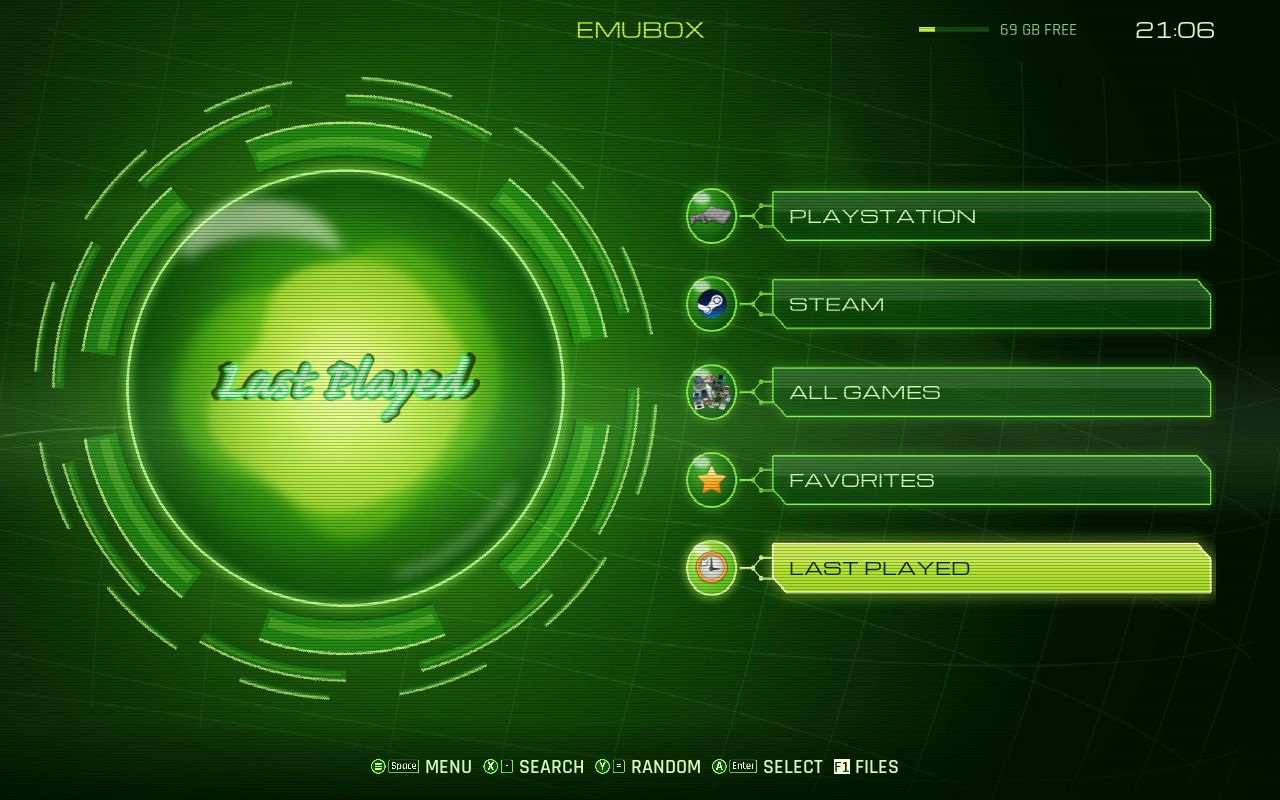 EMUBOX
69 GB FREE
21:06
PLAYSTATION
STEAM
ALL GAMES
FAVORITES
LAST PLAYED
Last Played
Space MENU X - SEARCH Y = RANDOM A Enter SELECT F1 FILES